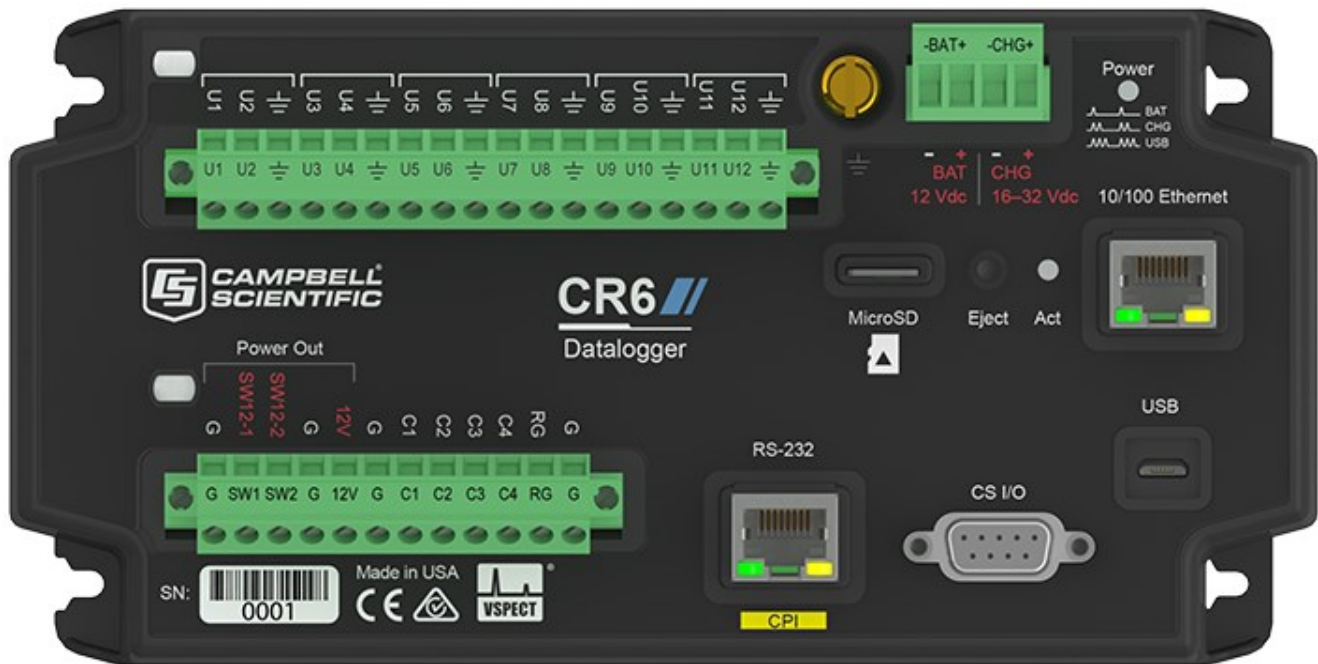 -BAT+ -CHG+
Power
BAT
CHG
USB
U1 U2 U3 U4 U5 U6 U7 U8 U9 U10 U11 U12
U1 U2 U3 U4 U5 U6 U7 U8 U9 U10 U11 U12
- + - +
BAT CHG
12 Vdc 16–32 Vdc
10/100 Ethernet
CS CAMPBELL®
SCIENTIFIC
CR6
Datalogger
MicroSD Eject Act
Power Out
G SW12-1 SW12-2 G 12V G C1 C2 C3 C4 RG G
G SW1 SW2 G 12V G C1 C2 C3 C4 RG G
USB
RS-232
CS I/O
CPI
SN:
0001
Made in USA
CE
VSPECT ®